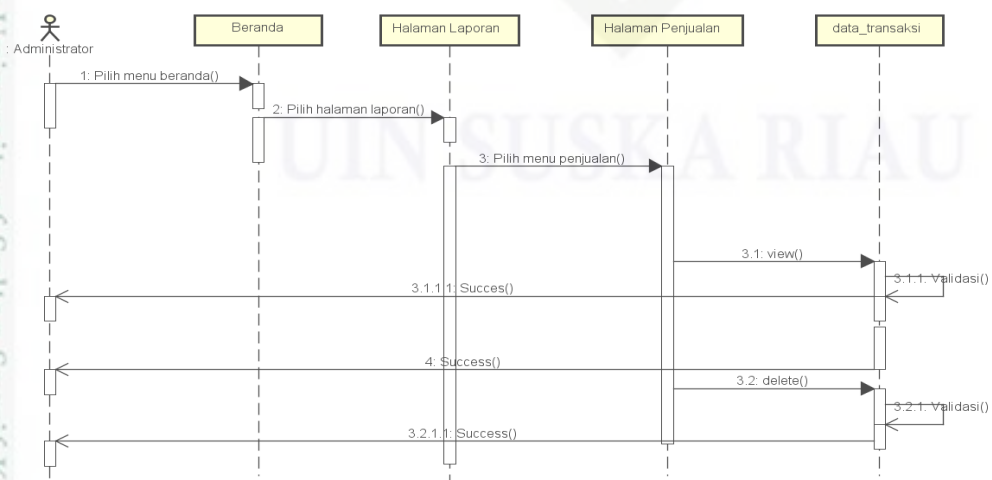 Beranda
Halaman Laporan
Halaman Penjualan
data_transaksi
: Administrator
1: Pilih menu beranda()
2: Pilih halaman laporan()
UIN SUSKA RIAU
3: Pilih menu penjualan()
3.1: view()
3.1.1: Validasi()
3.1.1.1: Succes()
4: Success()
3.2: delete()
3.2.1: Validasi()
3.2.1.1: Success()